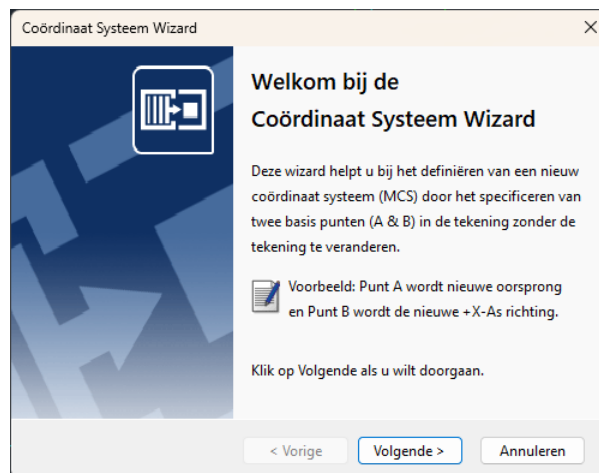 Coördinaat Systeem Wizard
Welkom bij de
Coördinaat Systeem Wizard
Deze wizard helpt u bij het definiëren van een nieuw
coördinaat systeem (MCS) door het specificeren van
twee basis punten (A & B) in de tekening zonder de
tekening te veranderen.
Voorbeeld: Punt A wordt nieuwe oorsprong
en Punt B wordt de nieuwe +X-As richting.
Klik op Volgende als u wilt doorgaan.
< Vorige Volgende > Annuleren